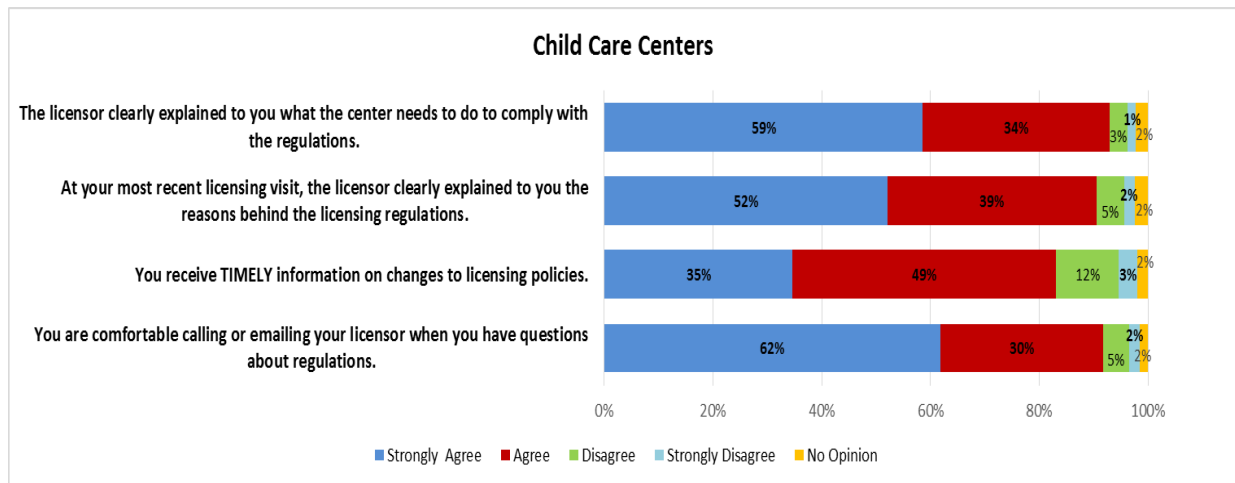 Child Care Centers
The licensor clearly explained to you what the center needs to do to comply with
the regulations.
59% 34% 3% 1% 2%
At your most recent licensing visit, the licensor clearly explained to you the
reasons behind the licensing regulations.
52% 39% 5% 2% 2%
You receive TIMELY information on changes to licensing policies.
35% 49% 12% 3% 2%
You are comfortable calling or emailing your licensor when you have questions
about regulations.
62% 30% 5% 2% 2%
0% 20% 40% 60% 80% 100%
Strongly Agree Agree Disagree Strongly Disagree No Opinion